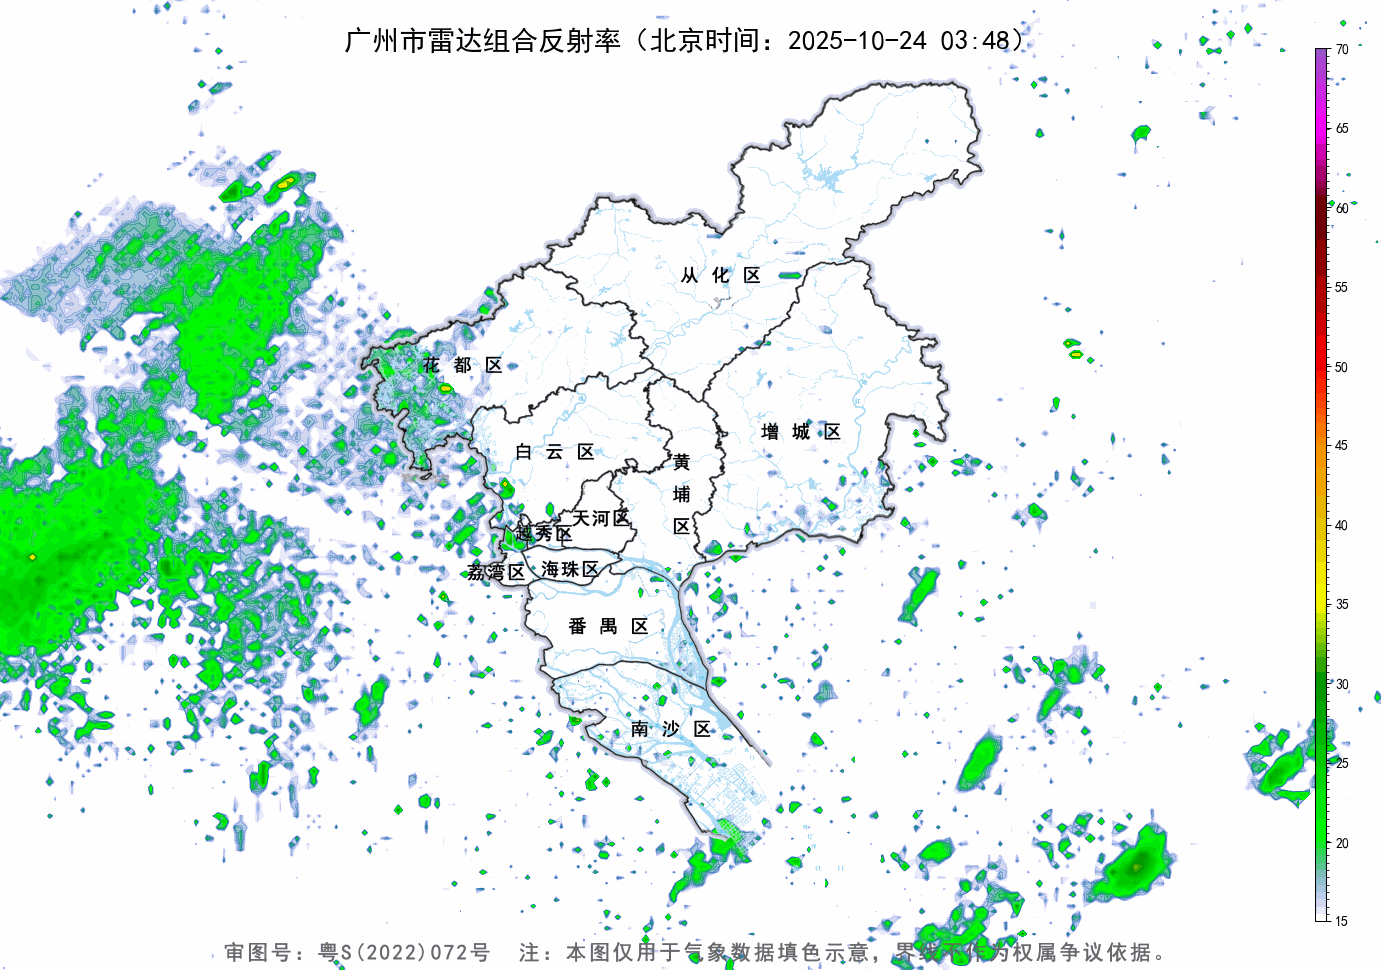 广州市雷达组合反射率（北京时间：2025-10-24 03:48）
70
65
60
55
50
45
40
35
30
25
20
15
从化区
花都区
增城区
白云区
黄埔区
天河区
越秀区
荔湾区
海珠区
番禺区
南沙区
审图号：粤S(2022)072号 注：本图仅用于气象数据填色示意，界线不作为权属争议依据。